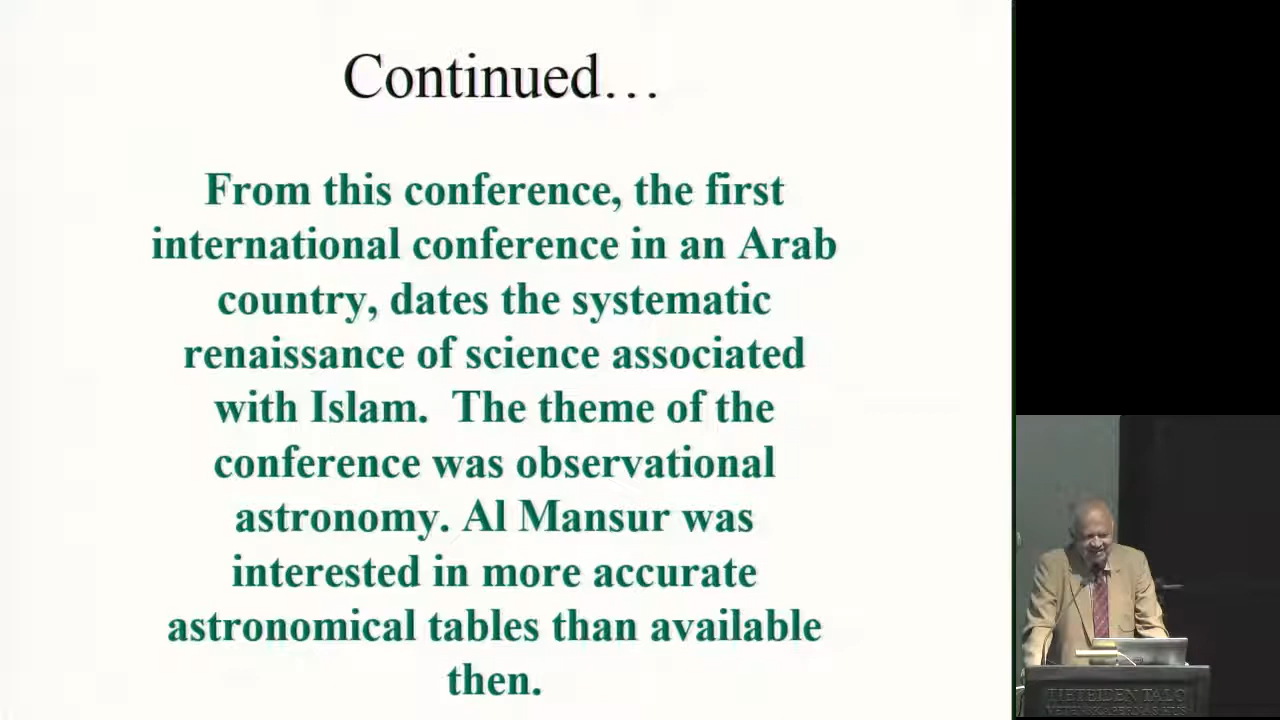 Continued…
From this conference, the first
international conference in an Arab
country, dates the systematic
renaissance of science associated
with Islam.  The theme of the
conference was observational
astronomy. Al Mansur was
interested in more accurate
astronomical tables than available
then.
TIETEIDEN TALO